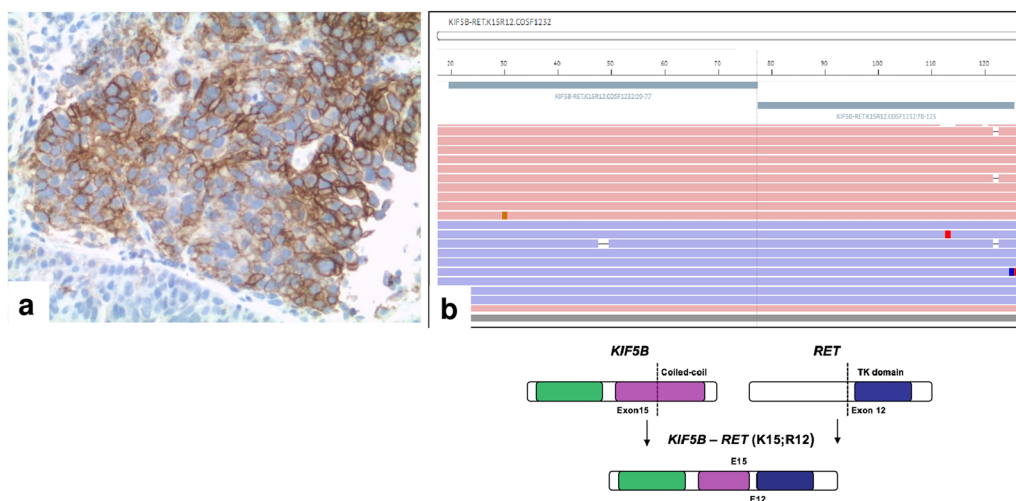 KIF5B-RET.K15R12.COSF1232
20 30 40 50 60 70 80 90 100 110 120
KIF5B-RET.K15R12.COSF1232:20-77
KIF5B-RET.K15R12.COSF1232:78-125
a
b
KIF5B RET
Coiled-coil TK domain
Exon15 Exon 12
KIF5B – RET (K15;R12)
E15
E12